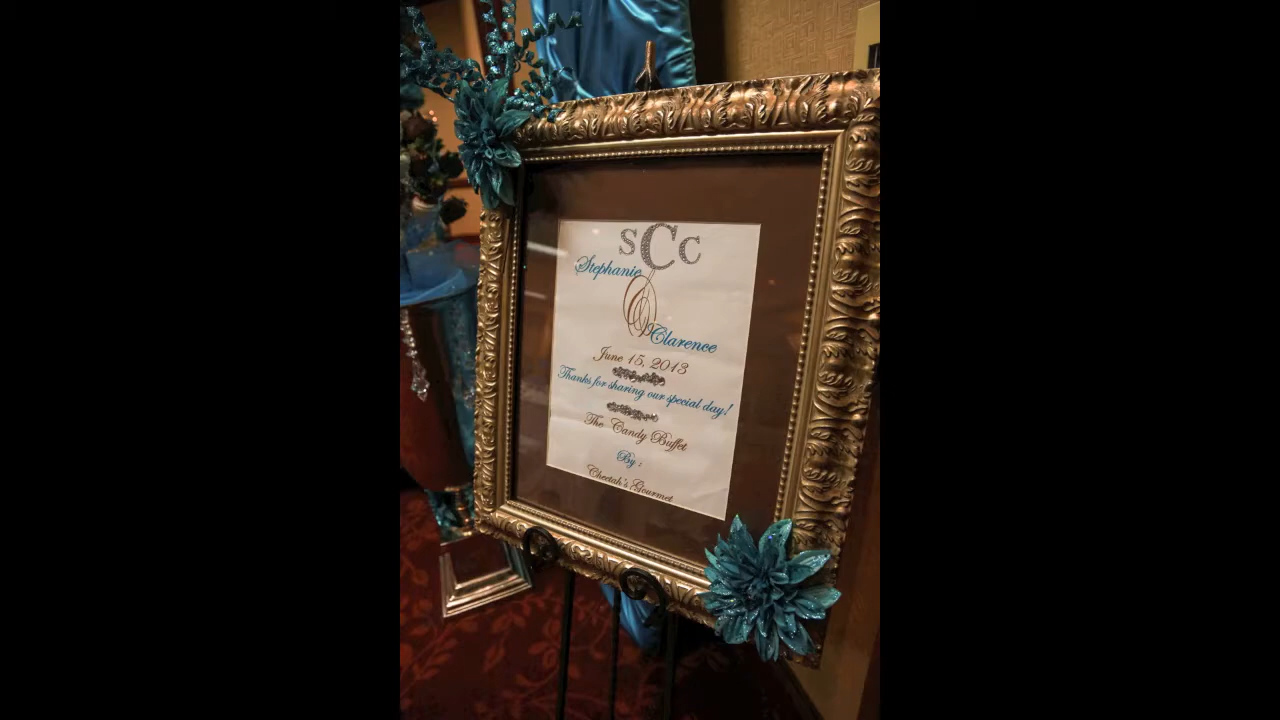 SCC
Stephanie
&
Clarence
June 15, 2013
Thanks for sharing our special day!
The Candy Buffet
By :
Cheetah's Gourmet